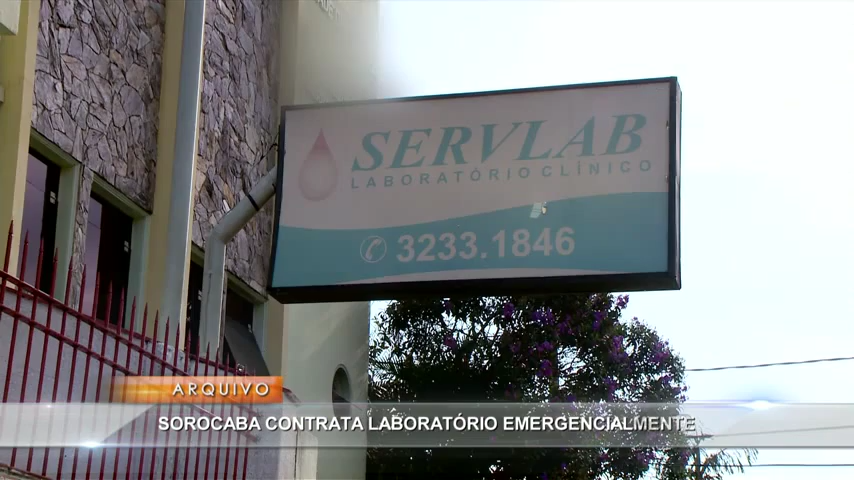 SERVLAB
LABORATÓRIO CLÍNICO
3233.1846
ARQUIVO
SOROCABA CONTRATA LABORATÓRIO EMERGENCIALMENTE